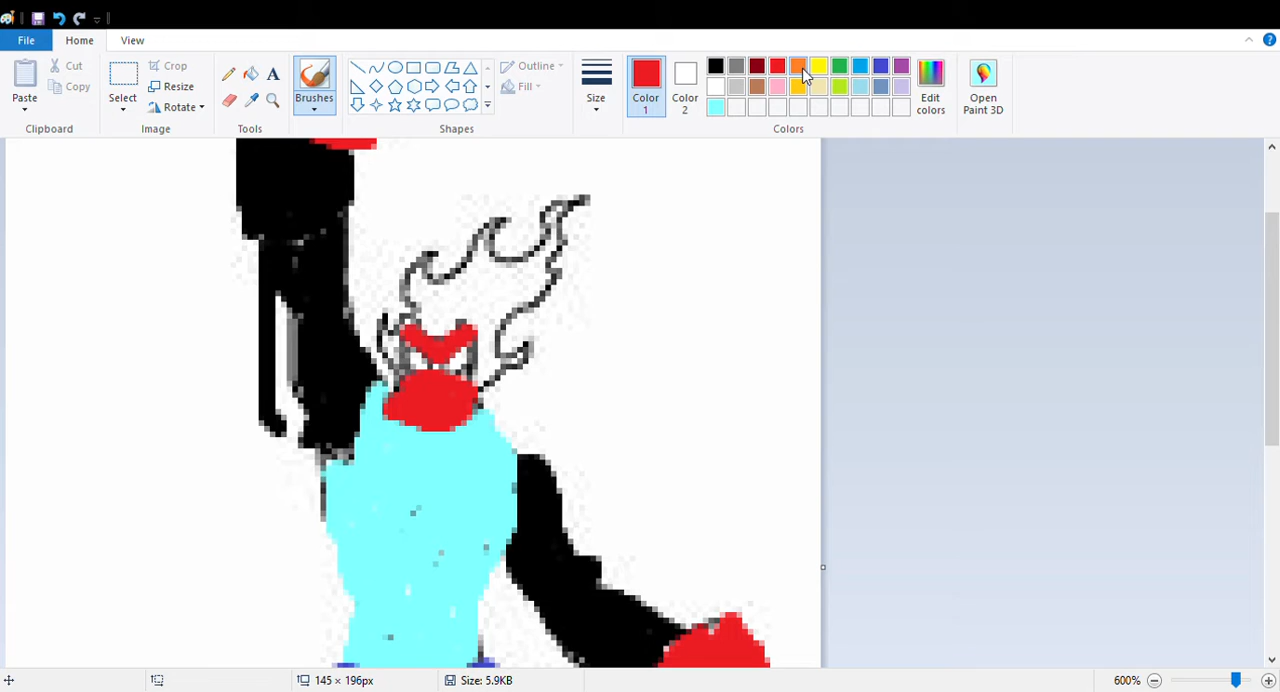 File Home View
Paste Cut Copy Clipboard
Select Crop Resize Rotate Image
A Tools
Brushes
Outline Fill Shapes
Size
Color 1
Color 2
Colors
Edit colors
Open Paint 3D
145 × 196px Size: 5.9KB 600%